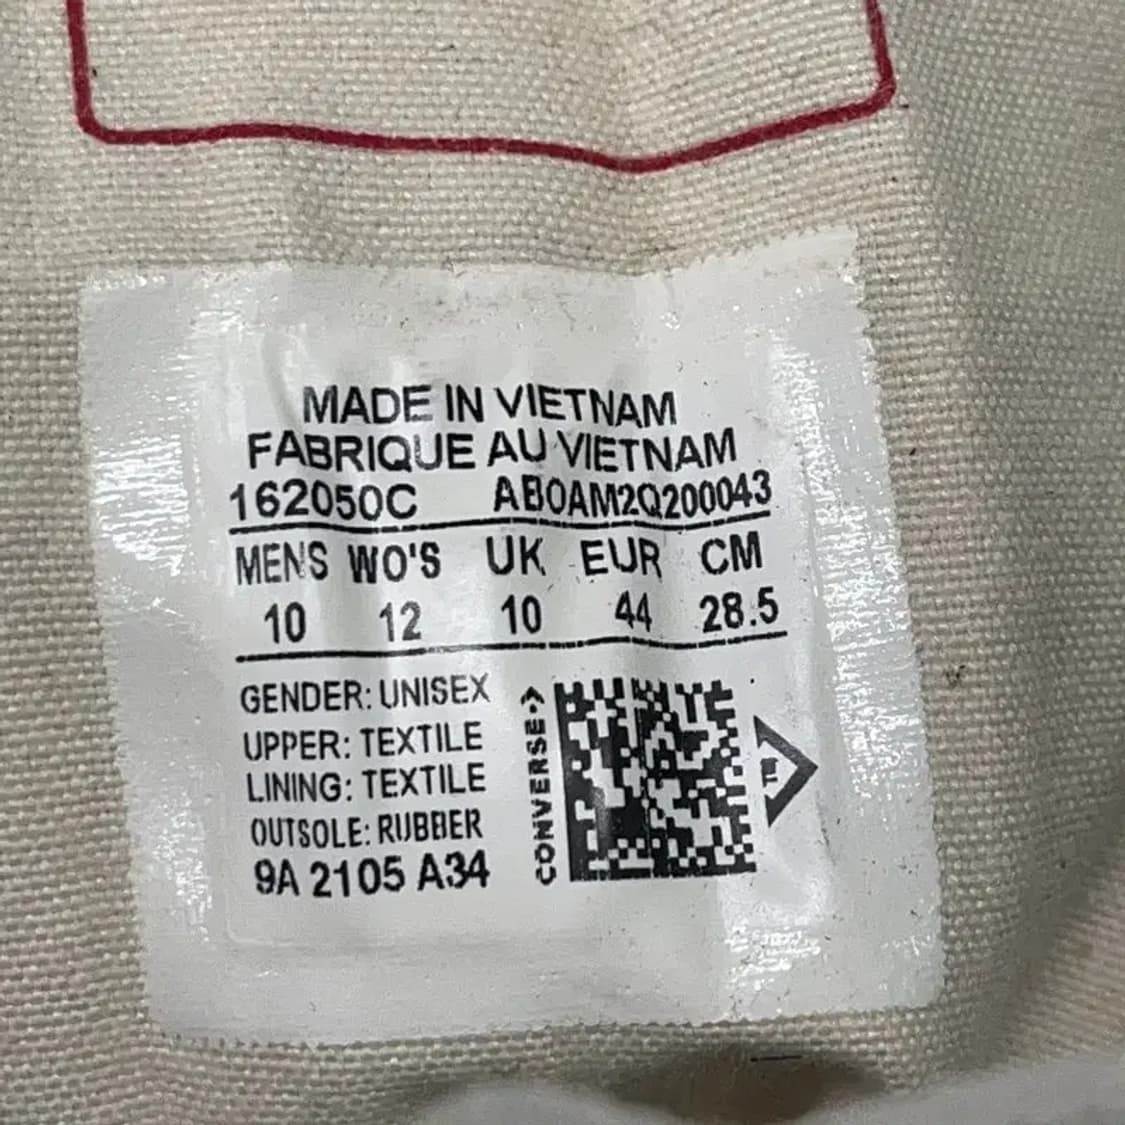 MADE IN VIETNAM
FABRIQUE AU VIETNAM
162050C ABOAM2Q200043
MENS WO'S UK EUR CM
10 12 10 44 28.5
GENDER: UNISEX
UPPER: TEXTILE
LINING: TEXTILE
OUTSOLE: RUBBER
9A 2105 A34
CONVERSE
F